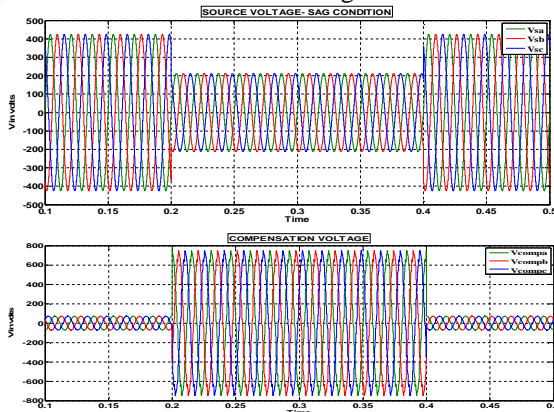 SOURCE VOLTAGE- SAG CONDITION
500
400
300
200
100
0
-100
-200
-300
-400
-500
Vin volts
Vsa
Vsb
Vsc
0.1 0.15 0.2 0.25 0.3 0.35 0.4 0.45 0.5
Time
COMPENSATION VOLTAGE
800
600
400
200
0
-200
-400
-600
-800
Vin volts
Vcompa
Vcompb
Vcompc
0.1 0.15 0.2 0.25 0.3 0.35 0.4 0.45 0.5
Time